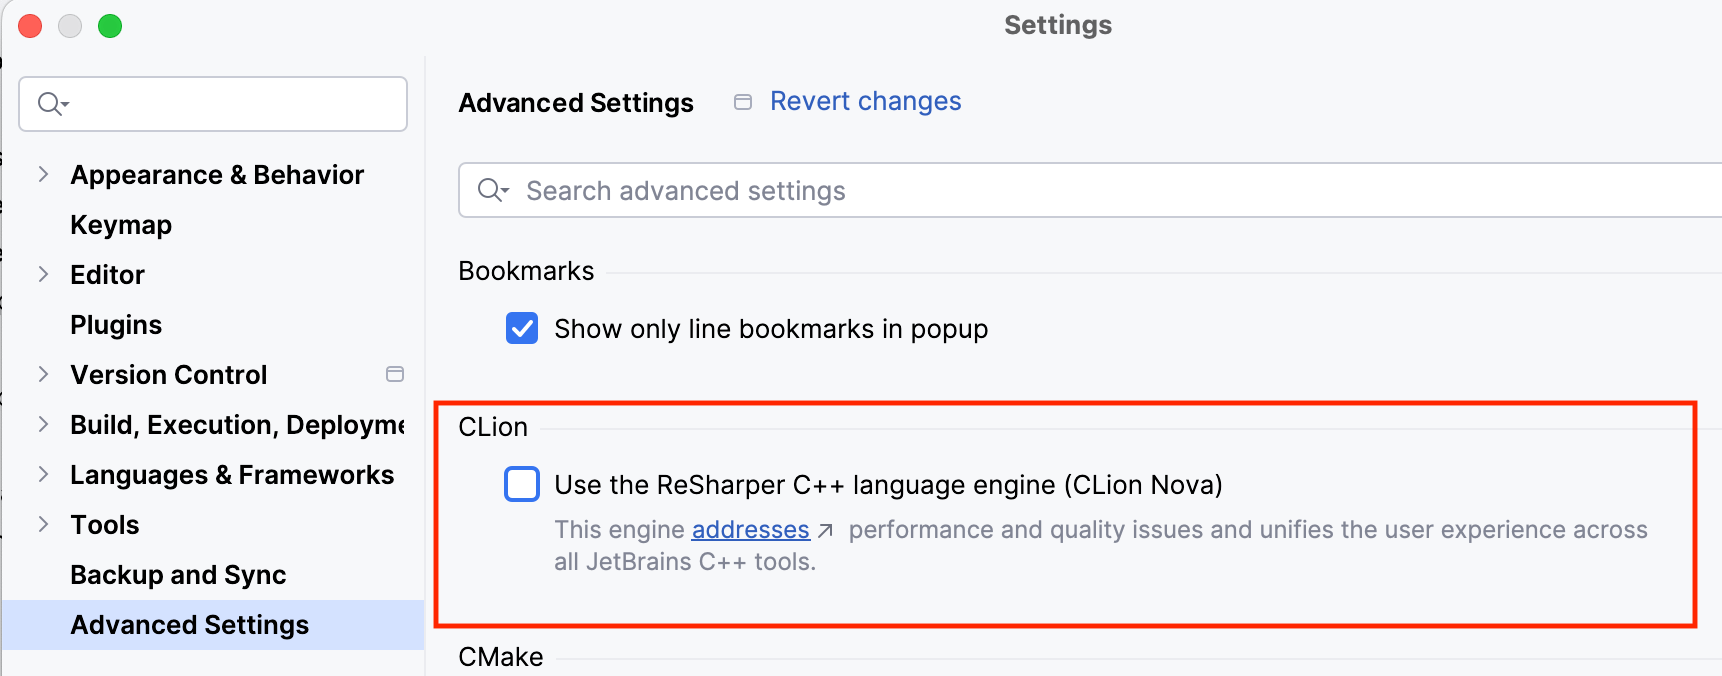 Settings
Advanced Settings
Revert changes
Appearance & Behavior
Keymap
Editor
Plugins
Version Control
Build, Execution, Deployme
Languages & Frameworks
Tools
Backup and Sync
Advanced Settings
Search advanced settings
Bookmarks
Show only line bookmarks in popup
CLion
Use the ReSharper C++ language engine (CLion Nova)
This engine addresses ↗ performance and quality issues and unifies the user experience across
all JetBrains C++ tools.
CMake